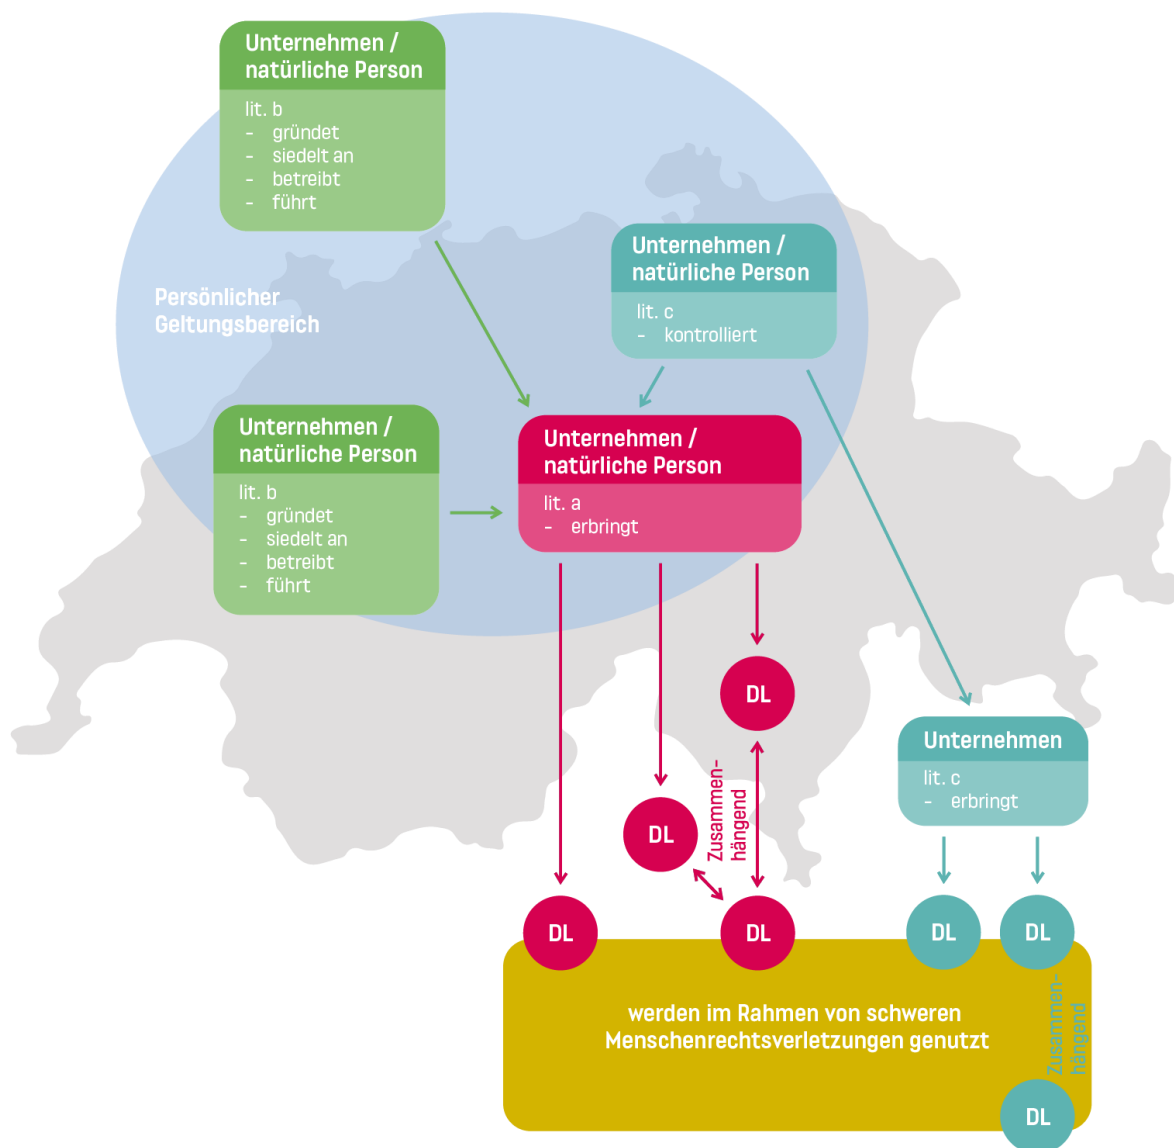 Unternehmen /
natürliche Person
lit. b
- gründet
- siedelt an
- betreibt
- führt
Unternehmen /
natürliche Person
lit. c
- kontrolliert
Persönlicher
Geltungsbereich
Unternehmen /
natürliche Person
lit. b
- gründet
- siedelt an
- betreibt
- führt
Unternehmen /
natürliche Person
lit. a
- erbringt
DL
Unternehmen
lit. c
- erbringt
Zusammen-
hängend
DL
DL
DL
DL
DL
werden im Rahmen von schweren
Menschenrechtsverletzungen genutzt
Zusammen-
hängend
DL